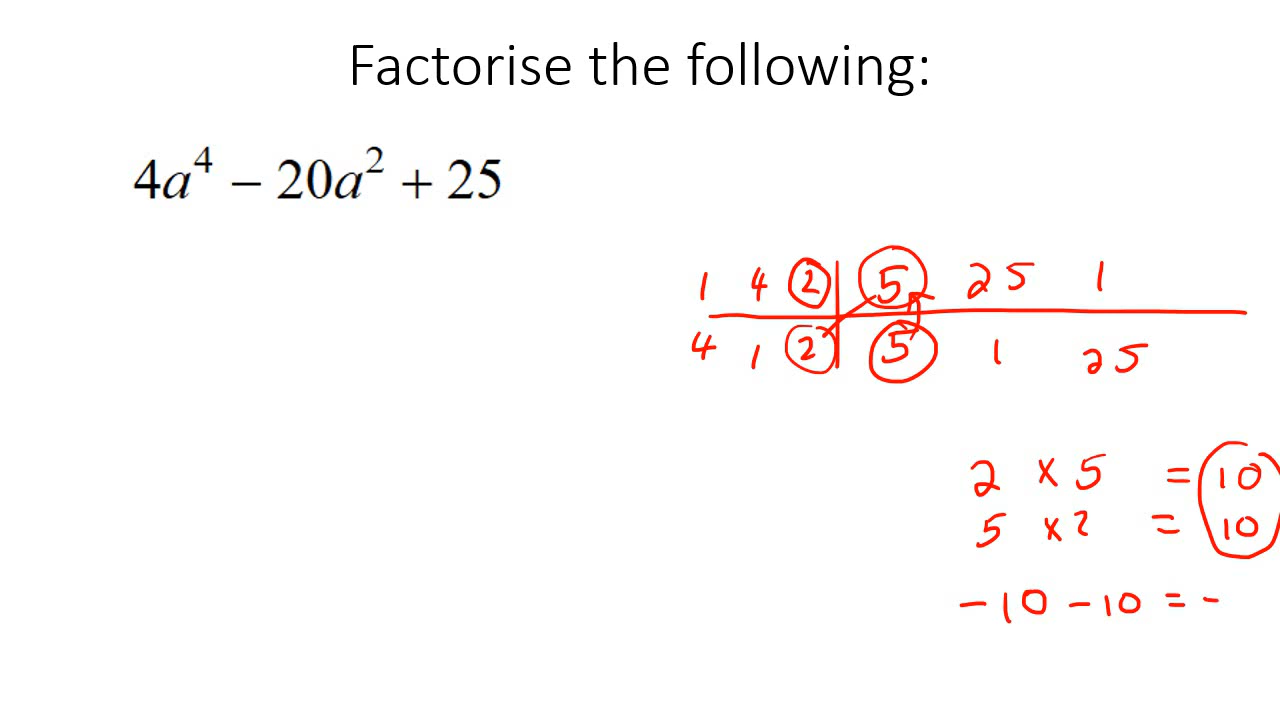 Factorise the following:
4a⁴ − 20a² + 25
1 4 2 | 5 25 1
4 1 2 | 5 1 25
2 × 5 = 10
5 × 2 = 10
-10 -10 = -